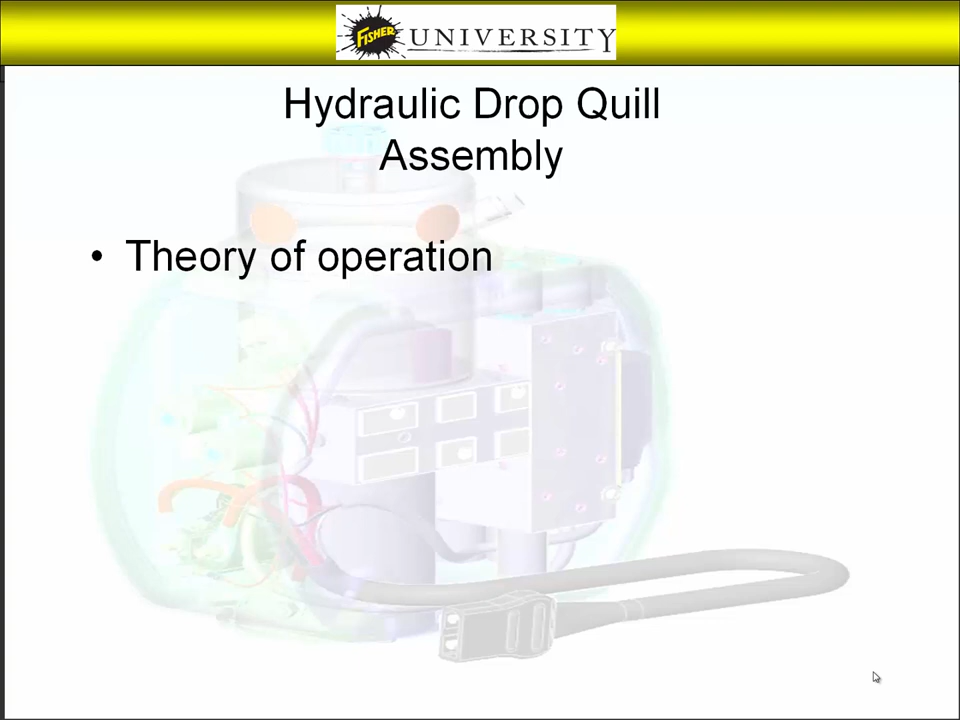 FISHER UNIVERSITY
Hydraulic Drop Quill
Assembly
• Theory of operation